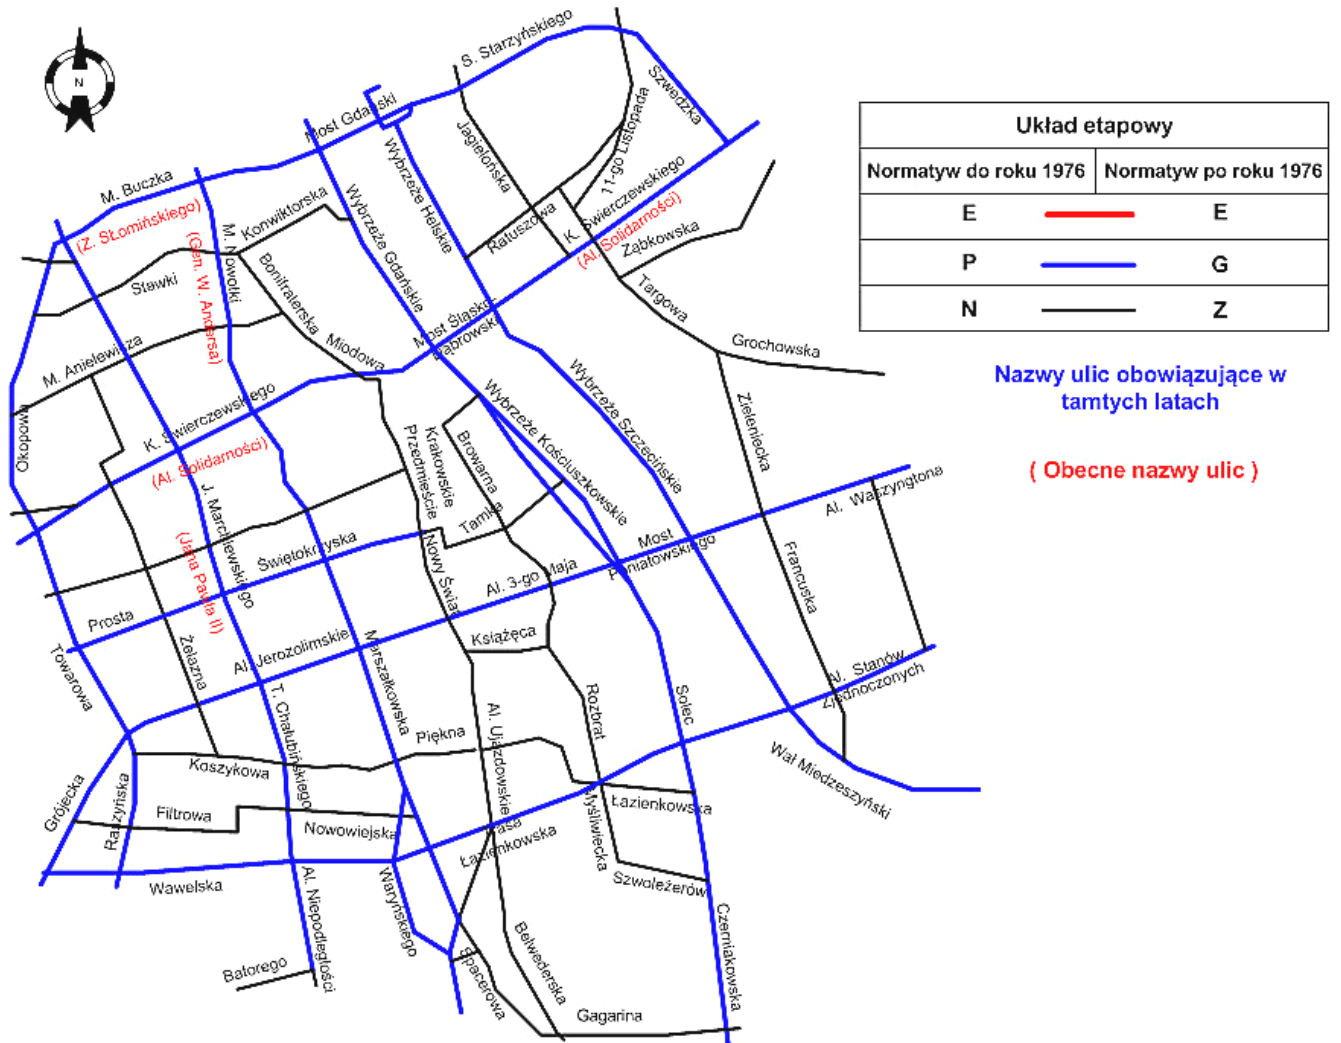 N
S. Starzyńskiego
Szwedzka
Most Gdański
Jagielońska
11-go Listopada
Wybrzeże Helskie
M. Buczka
(Z. Słomińskiego)
Konwiktorska
Wybrzeże Gdańskie
Ratuszowa
K. Świerczewskiego
(Al. Solidarności)
Ząbkowska
M. Nowotki
(Gen. W. Andersa)
Stawki
Bonifralerska
Targowa
Most Śląsko-
Dąbrowski
Miodowa
M. Anielewicza
Grochowska
Okopowa
K. Świerczewskiego
(Al. Solidarności)
Wybrzeże Kościuszkowskie
Wybrzeże Szczecińskie
Zieleniecka
Krakowskie
Przedmieście
Browarna
Tamka
J. Marchlewskiego
(Jana Pawła II)
Świętokrzyska
Nowy Świat
Al. 3-go Maja
Most
Poniatowskiego
Al. Waszyngtona
Francuska
Prosta
Żelazna
Towarowa
Al. Jerozolimskie
Marszałkowska
Książęca
Rozbrat
Solec
Al. Stanów
Zjednoczonych
Wał Miedzeszyński
T. Chałubińskiego
Piękna
Al. Ujazdowskie
Koszykowa
Grójecka
Raszyńska
Filtrowa
Nowowiejska
Trasa
Łazienkowska
Łazienkowska
Myśliwiecka
Szwoleżerów
Wawelska
Al. Niepodległości
Waryńskiego
Batorego
Spacerowa
Belwederska
Gagarina
Czerniakowska
Układ etapowy
Normatyw do roku 1976 Normatyw po roku 1976
E E
P G
N Z
Nazwy ulic obowiązujące w
tamtych latach
( Obecne nazwy ulic )